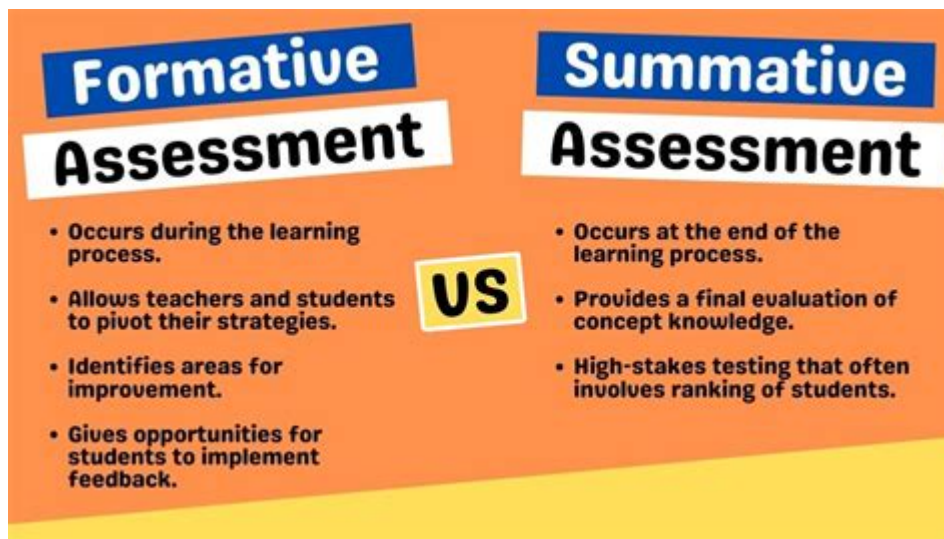 Formative
Assessment
• Occurs during the learning
process.
• Allows teachers and students
to pivot their strategies.
• Identifies areas for
improvement.
• Gives opportunities for
students to implement
feedback.
VS
Summative
Assessment
• Occurs at the end of the
learning process.
• Provides a final evaluation of
concept knowledge.
• High-stakes testing that often
involves ranking of students.